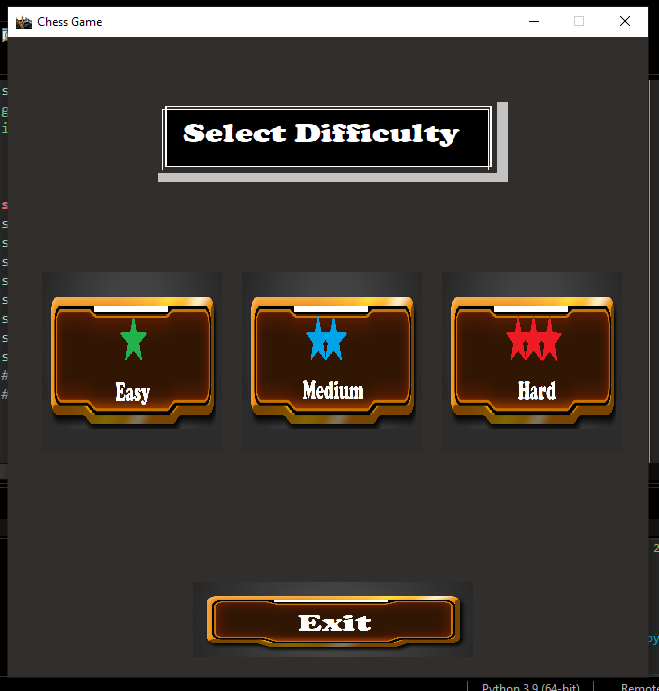 Chess Game
Select Difficulty
Easy
Medium
Hard
Exit
Python 3.9 (64-bit)